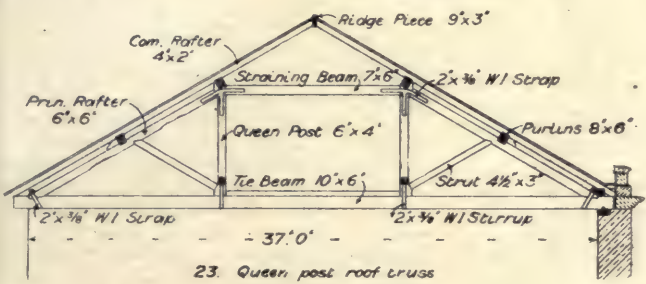 Ridge Piece 9"x3"
Com. Rafter
4"x2"
Straining Beam 7"x6"
2"x⅜" W.I Strap
Prin. Rafter
6"x6"
Queen Post 6"x4"
Purlins 8"x6"
Tie Beam 10"x6"
Strut 4½"x3"
2"x⅜" W.I Strap
2"x⅜" W.I Stirrup
- 37'.0" -
23. Queen post roof truss